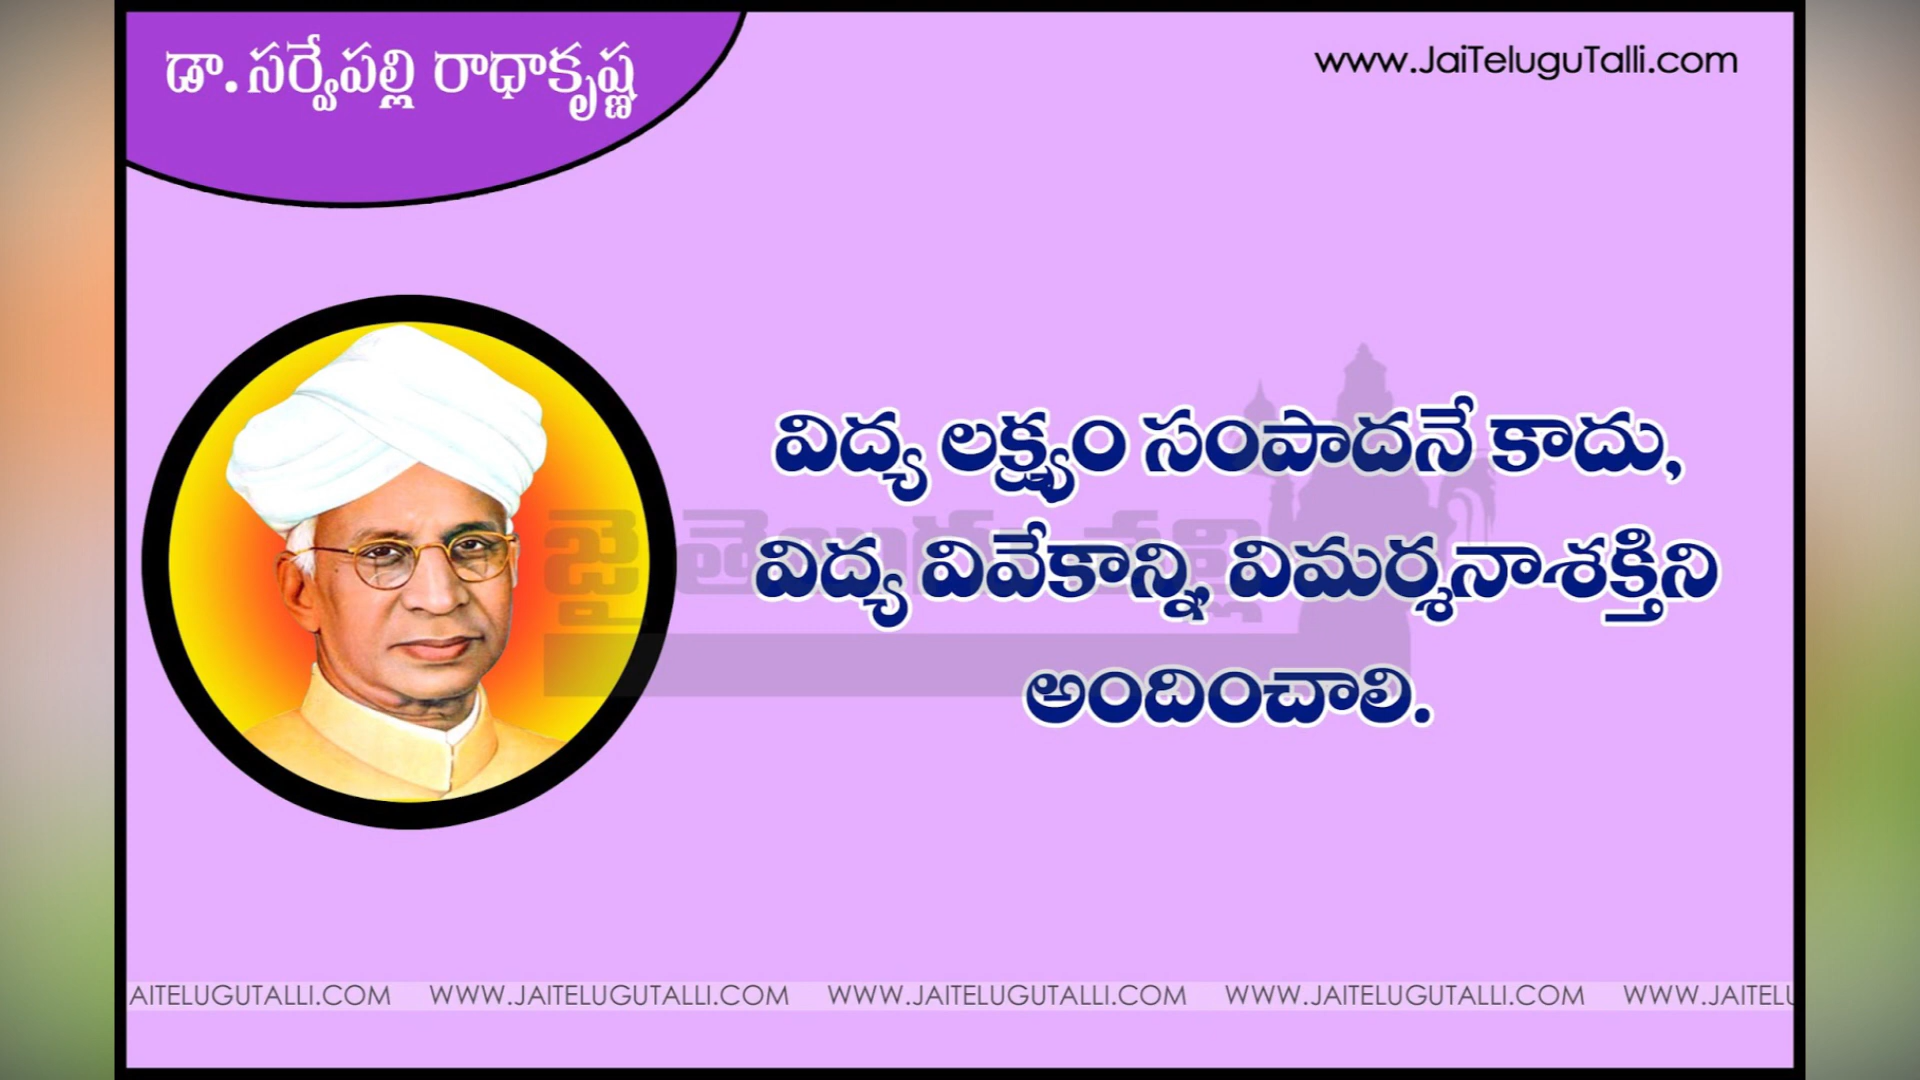 డా. సర్వేపల్లి రాధాకృష్ణ
www.JaiTeluguTalli.com
విద్య లక్ష్యం సంపాదనే కాదు,
విద్య వివేకాన్ని, విమర్శనాశక్తిని
అందించాలి.
జై తెలుగు తల్లి
AITELUGUTALLI.COM WWW.JAITELUGUTALLI.COM WWW.JAITELUGUTALLI.COM WWW.JAITELUGUTALLI.COM WWW.JAITELU